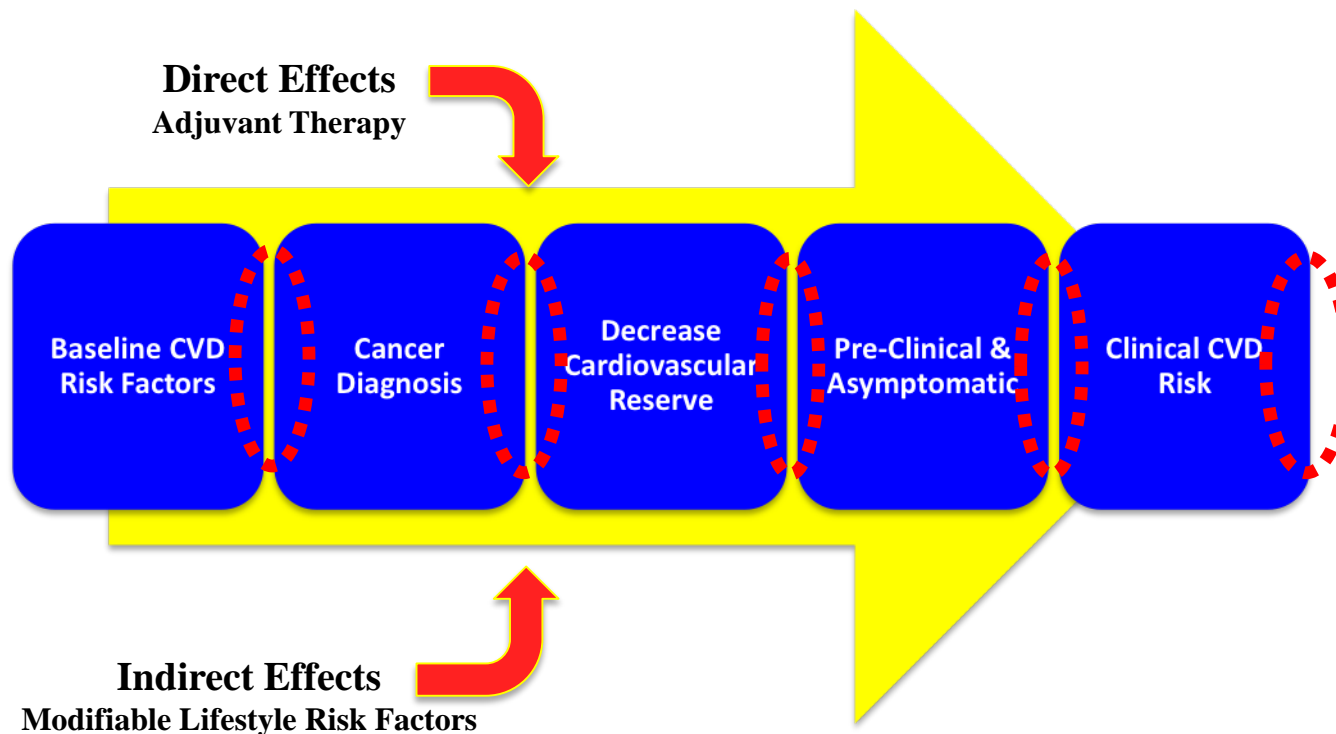 Direct Effects
Adjuvant Therapy
Baseline CVD
Risk Factors
Cancer
Diagnosis
Decrease
Cardiovascular
Reserve
Pre-Clinical &
Asymptomatic
Clinical CVD
Risk
Indirect Effects
Modifiable Lifestyle Risk Factors